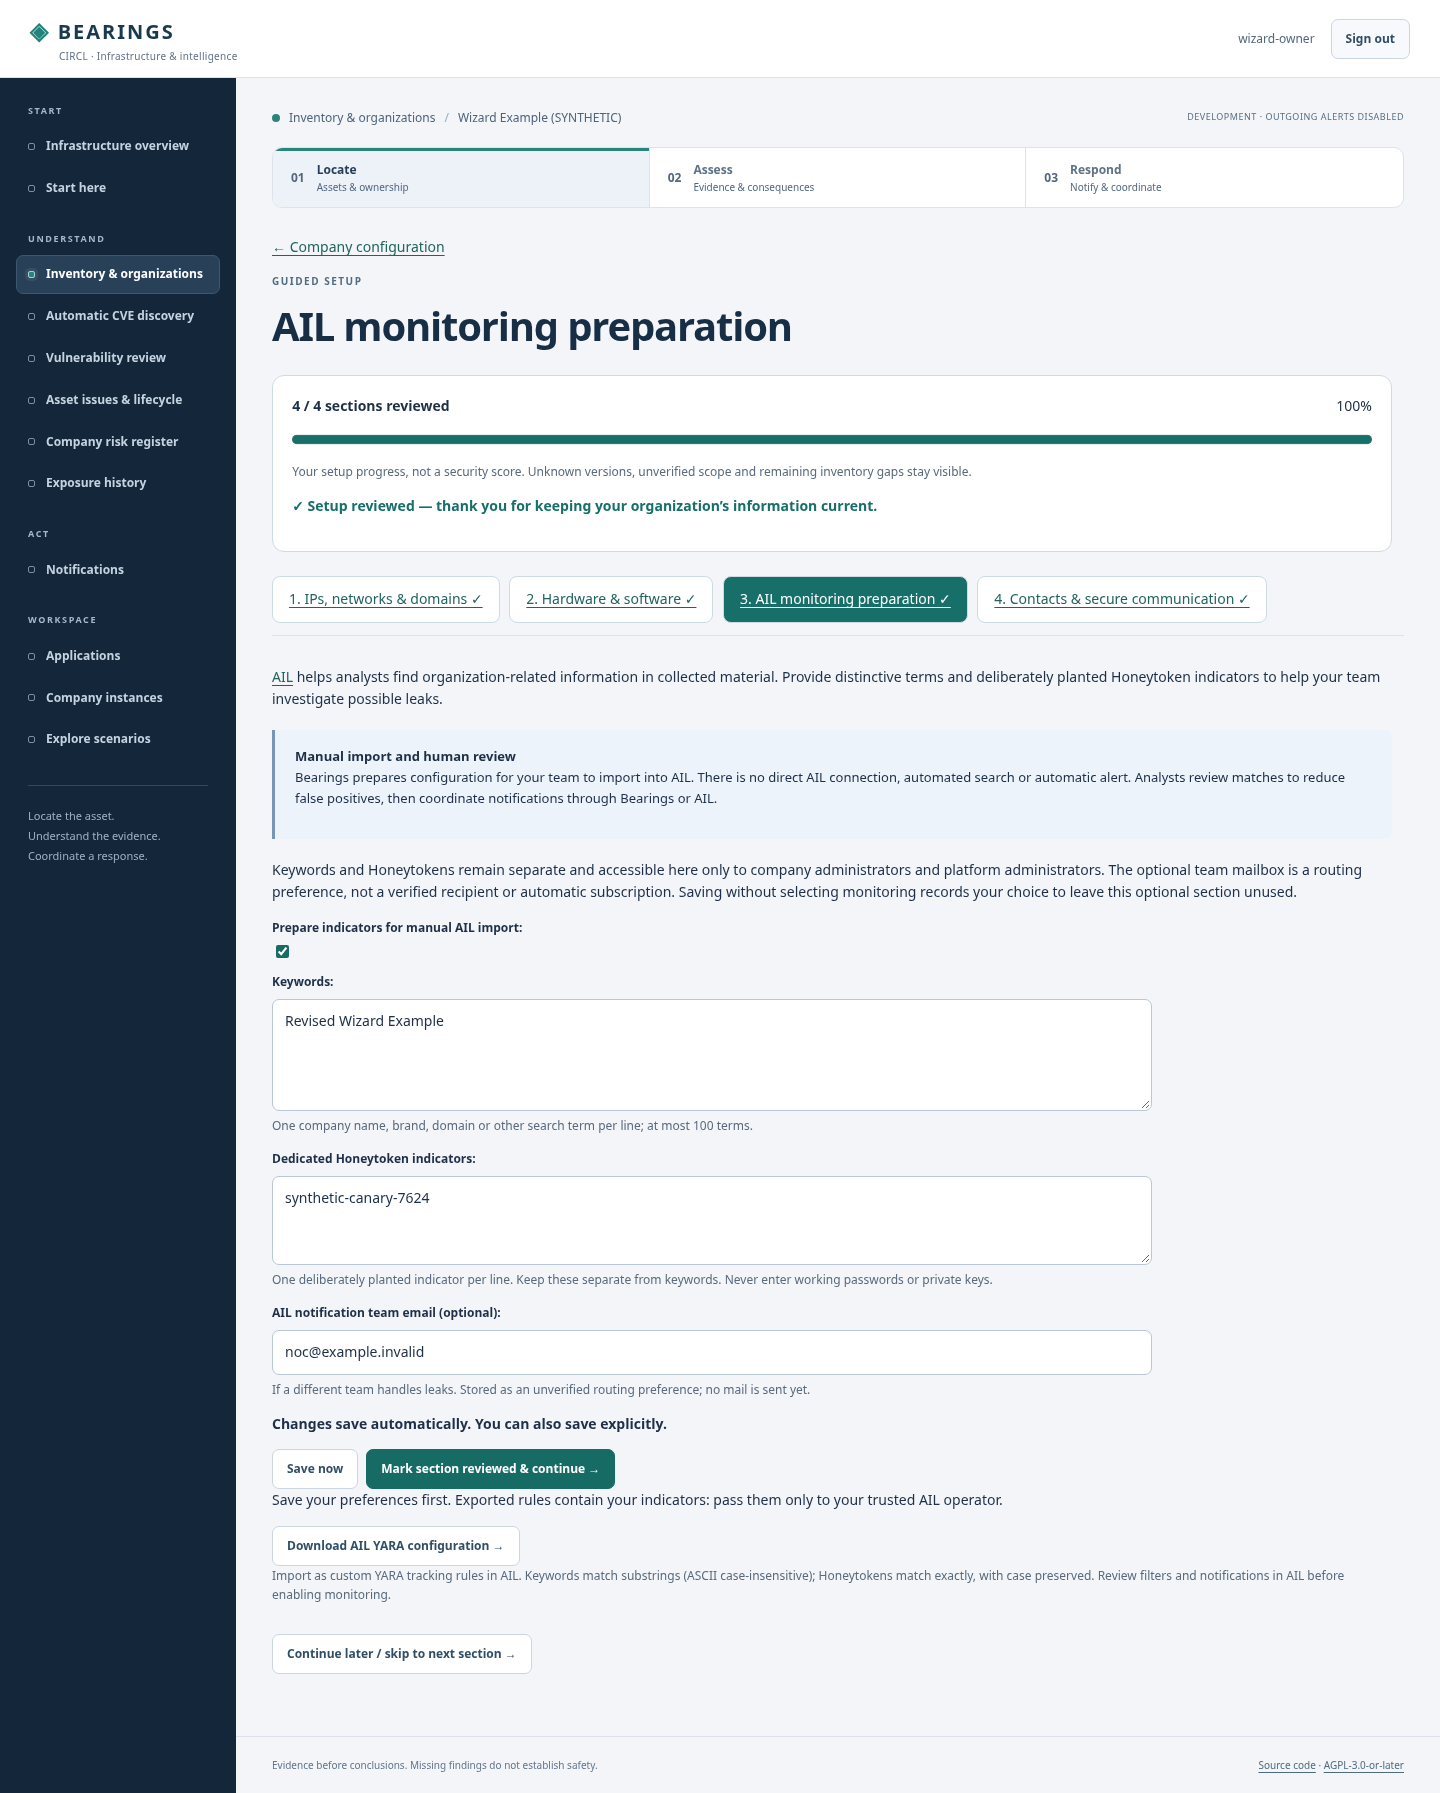 BEARINGS
CIRCL · Infrastructure & intelligence
wizard-owner
Sign out
START
Infrastructure overview
Start here
UNDERSTAND
Inventory & organizations
Automatic CVE discovery
Vulnerability review
Asset issues & lifecycle
Company risk register
Exposure history
ACT
Notifications
WORKSPACE
Applications
Company instances
Explore scenarios
Locate the asset.
Understand the evidence.
Coordinate a response.
Inventory & organizations / Wizard Example (SYNTHETIC)
DEVELOPMENT · OUTGOING ALERTS DISABLED
01 Locate
Assets & ownership
02 Assess
Evidence & consequences
03 Respond
Notify & coordinate
← Company configuration
GUIDED SETUP
AIL monitoring preparation
4 / 4 sections reviewed
100%
Your setup progress, not a security score. Unknown versions, unverified scope and remaining inventory gaps stay visible.
✓ Setup reviewed — thank you for keeping your organization’s information current.
1. IPs, networks & domains ✓
2. Hardware & software ✓
3. AIL monitoring preparation ✓
4. Contacts & secure communication ✓
AIL helps analysts find organization-related information in collected material. Provide distinctive terms and deliberately planted Honeytoken indicators to help your team
investigate possible leaks.
Manual import and human review
Bearings prepares configuration for your team to import into AIL. There is no direct AIL connection, automated search or automatic alert. Analysts review matches to reduce
false positives, then coordinate notifications through Bearings or AIL.
Keywords and Honeytokens remain separate and accessible here only to company administrators and platform administrators. The optional team mailbox is a routing
preference, not a verified recipient or automatic subscription. Saving without selecting monitoring records your choice to leave this optional section unused.
Prepare indicators for manual AIL import:
Keywords:
Revised Wizard Example
One company name, brand, domain or other search term per line; at most 100 terms.
Dedicated Honeytoken indicators:
synthetic-canary-7624
One deliberately planted indicator per line. Keep these separate from keywords. Never enter working passwords or private keys.
AIL notification team email (optional):
noc@example.invalid
If a different team handles leaks. Stored as an unverified routing preference; no mail is sent yet.
Changes save automatically. You can also save explicitly.
Save now
Mark section reviewed & continue →
Save your preferences first. Exported rules contain your indicators: pass them only to your trusted AIL operator.
Download AIL YARA configuration →
Import as custom YARA tracking rules in AIL. Keywords match substrings (ASCII case-insensitive); Honeytokens match exactly, with case preserved. Review filters and notifications in AIL before
enabling monitoring.
Continue later / skip to next section →
Evidence before conclusions. Missing findings do not establish safety.
Source code · AGPL-3.0-or-later